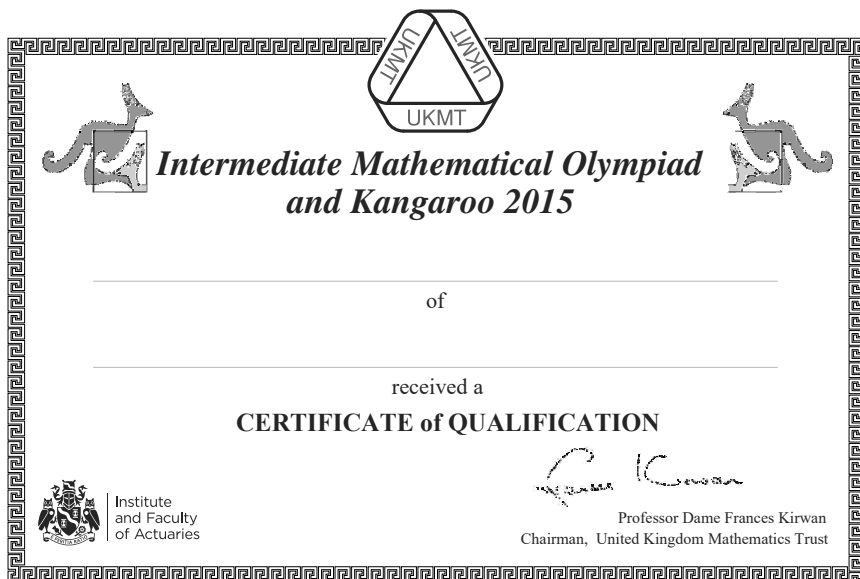 UKMT
UKMT
UKMT
Intermediate Mathematical Olympiad
and Kangaroo 2015
of
received a
CERTIFICATE of QUALIFICATION
Institute
and Faculty
of Actuaries
Professor Dame Frances Kirwan
Chairman, United Kingdom Mathematics Trust